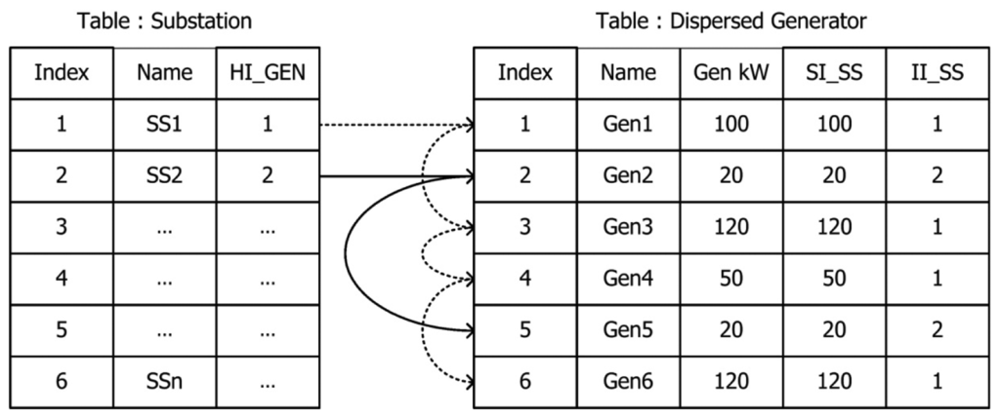 Table : Substation
Table : Dispersed Generator
Index Name HI_GEN
1 SS1 1
2 SS2 2
3 ... ...
4 ... ...
5 ... ...
6 SSn ...
Index Name Gen kW SI_SS II_SS
1 Gen1 100 100 1
2 Gen2 20 20 2
3 Gen3 120 120 1
4 Gen4 50 50 1
5 Gen5 20 20 2
6 Gen6 120 120 1